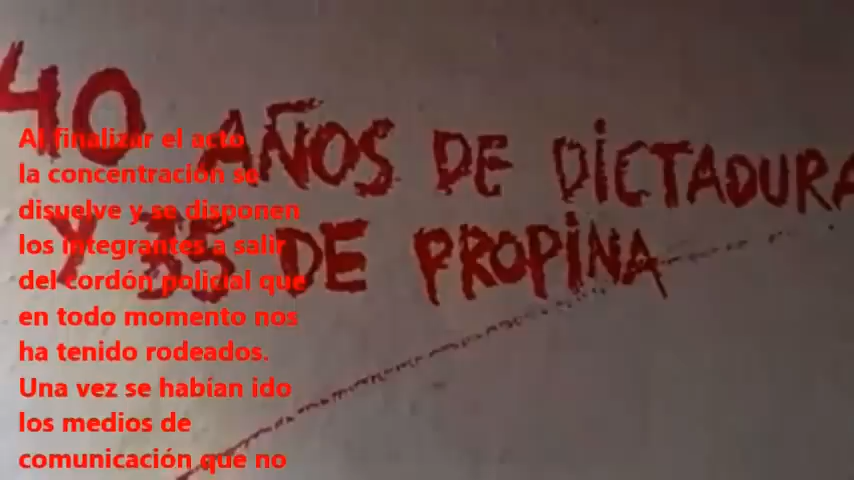 40 AÑOS DE DICTADURA
Y 35 DE PROPINA
Al finalizar el acto
la concentración se
disuelve y se disponen
los integrantes a salir
del cordón policial que
en todo momento nos
ha tenido rodeados.
Una vez se habían ido
los medios de
comunicación que no